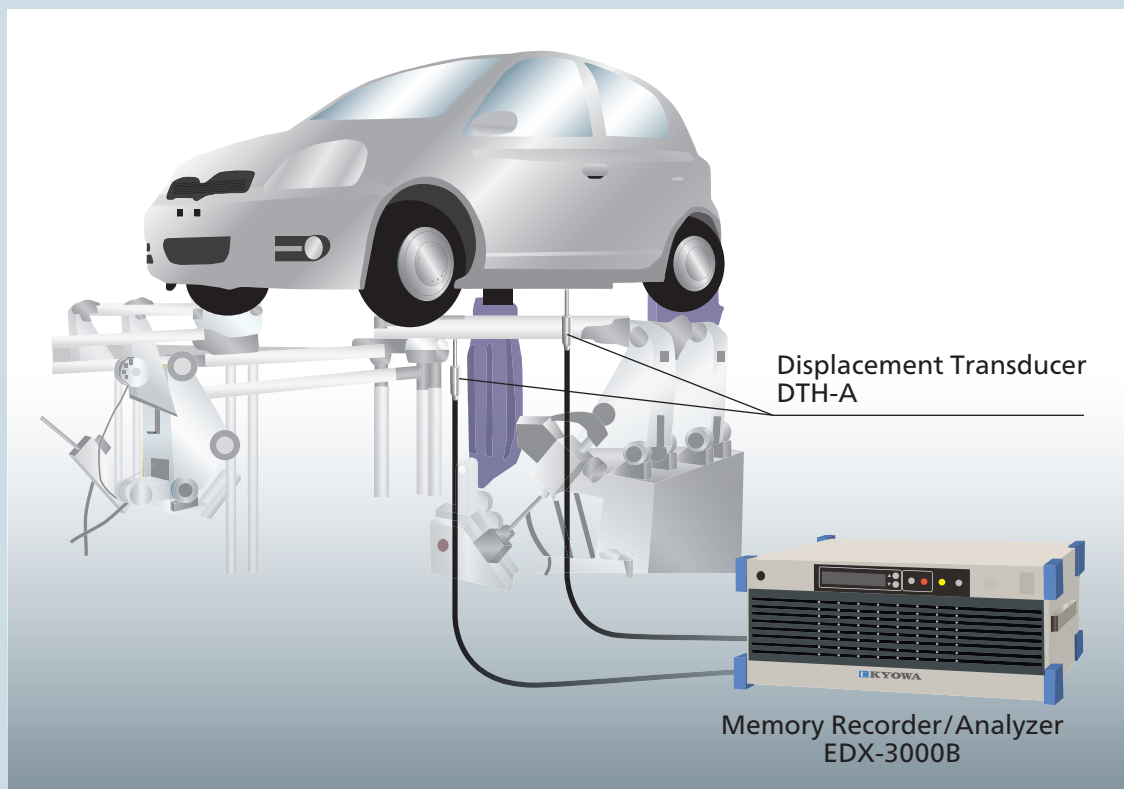 Displacement Transducer
DTH-A
KYOWA
Memory Recorder/Analyzer
EDX-3000B